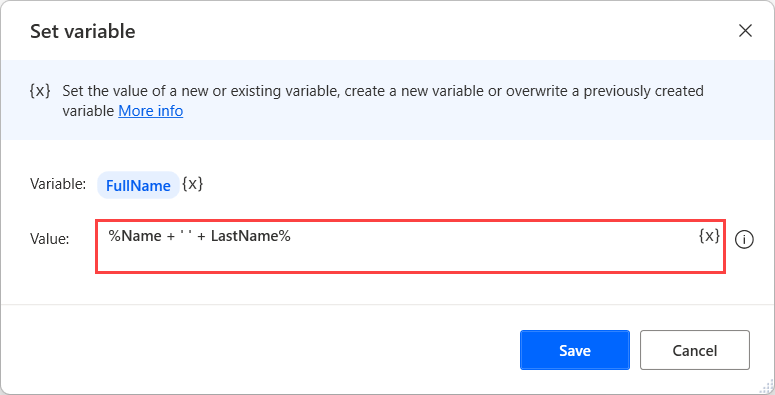 Set variable
{x} Set the value of a new or existing variable, create a new variable or overwrite a previously created
variable More info
Variable: FullName {x}
Value: %Name + ' ' + LastName% {x}
Save Cancel